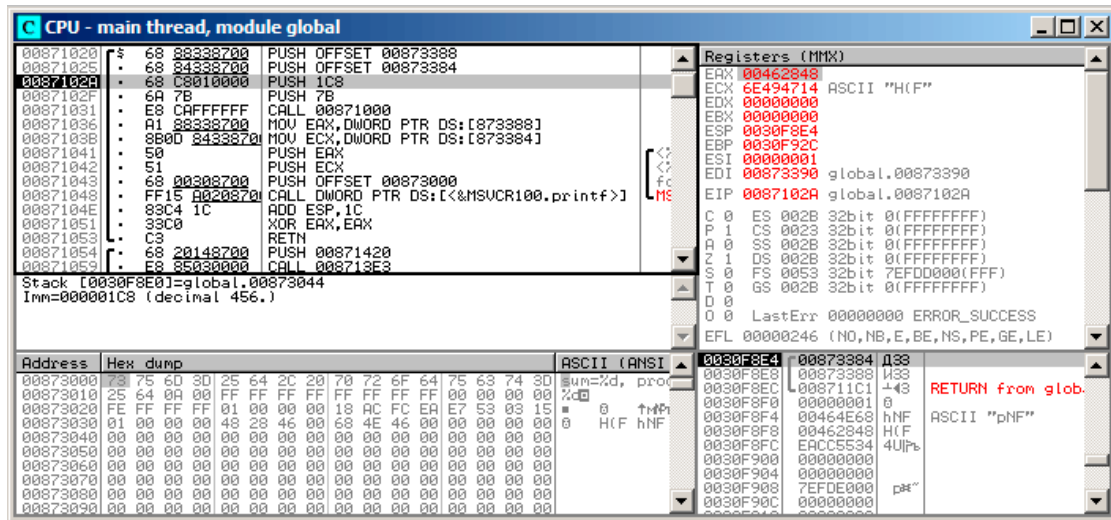 CPU - main thread, module global
00871020 $ 68 88338700 PUSH OFFSET 00873388
00871025 . 68 84338700 PUSH OFFSET 00873384
0087102A . 68 C8010000 PUSH 1C8
0087102F . 6A 7B PUSH 7B
00871031 . E8 CAFFFFFF CALL 00871000
00871036 . A1 88338700 MOV EAX,DWORD PTR DS:[873388]
0087103B . 8B0D 84338700 MOV ECX,DWORD PTR DS:[873384]
00871041 . 50 PUSH EAX
00871042 . 51 PUSH ECX
00871043 . 68 00308700 PUSH OFFSET 00873000
00871048 . FF15 A0208700 CALL DWORD PTR DS:[<&MSVCR100.printf>]
0087104E . 83C4 1C ADD ESP,1C
00871051 . 33C0 XOR EAX,EAX
00871053 . C3 RETN
00871054 . 68 20148700 PUSH 00871420
00871059 . E8 85030000 CALL 008713E3
Stack [0030F8E0]=global.00873044
Imm=000001C8 (decimal 456.)
Registers (MMX)
EAX 00462848
ECX 6E494714 ASCII "H(F"
EDX 00000000
EBX 00000000
ESP 0030F8E4
EBP 0030F92C
ESI 00000001
EDI 00873390 global.00873390
EIP 0087102A global.0087102A
C 0 ES 002B 32bit 0(FFFFFFFF)
P 1 CS 0023 32bit 0(FFFFFFFF)
A 0 SS 002B 32bit 0(FFFFFFFF)
Z 1 DS 002B 32bit 0(FFFFFFFF)
S 0 FS 0053 32bit 7EFDD000(FFF)
T 0 GS 002B 32bit 0(FFFFFFFF)
D 0
O 0 LastErr 00000000 ERROR_SUCCESS
EFL 00000246 (NO,NB,E,BE,NS,PE,GE,LE)
Address Hex dump ASCII (ANSI
00873000 73 75 6D 3D 25 64 2C 20 70 72 6F 64 75 63 74 3D sum=%d, prod
00873010 25 64 0A 00 FF FF FF FF FF FF FF FF 00 00 00 00 %d
00873020 FE FF FF FF 01 00 00 00 18 AC FC EA E7 53 03 15
00873030 01 00 00 00 48 28 46 00 68 4E 46 00 00 00 00 00 H(F hNF
00873040 00 00 00 00 00 00 00 00 00 00 00 00 00 00 00 00
00873050 00 00 00 00 00 00 00 00 00 00 00 00 00 00 00 00
00873060 00 00 00 00 00 00 00 00 00 00 00 00 00 00 00 00
00873070 00 00 00 00 00 00 00 00 00 00 00 00 00 00 00 00
00873080 00 00 00 00 00 00 00 00 00 00 00 00 00 00 00 00
00873090 00 00 00 00 00 00 00 00 00 00 00 00 00 00 00 00
0030F8E4 00873384 Д33
0030F8E8 00873388 И33
0030F8EC 008711C1 RETURN from glob
0030F8F0 00000001
0030F8F4 00464E68 hNF ASCII "pNF"
0030F8F8 00462848 H(F
0030F8FC EACC5534
0030F900 00000000
0030F904 00000000
0030F908 7EFDE000
0030F90C 00000000